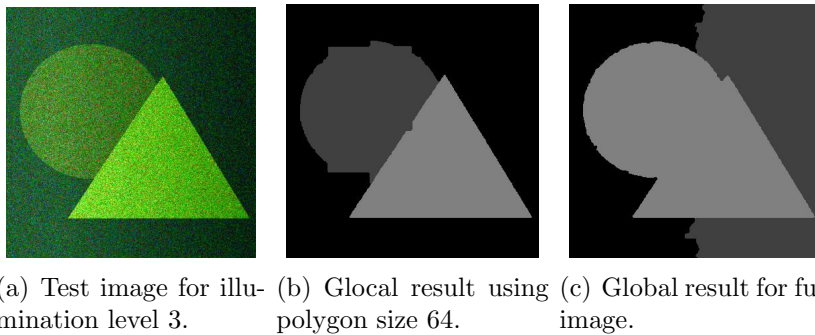 (a) Test image for illu-
mination level 3.
(b) Glocal result using
polygon size 64.
(c) Global result for fu
image.